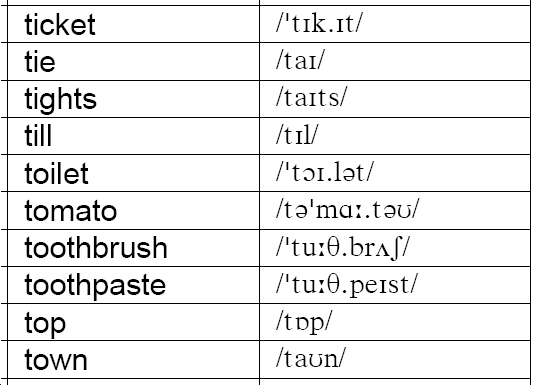 ticket /ˈtɪk.ɪt/
tie /taɪ/
tights /taɪts/
till /tɪl/
toilet /ˈtɔɪ.lət/
tomato /təˈmɑː.təʊ/
toothbrush /ˈtuːθ.brʌʃ/
toothpaste /ˈtuːθ.peɪst/
top /tɒp/
town /taʊn/